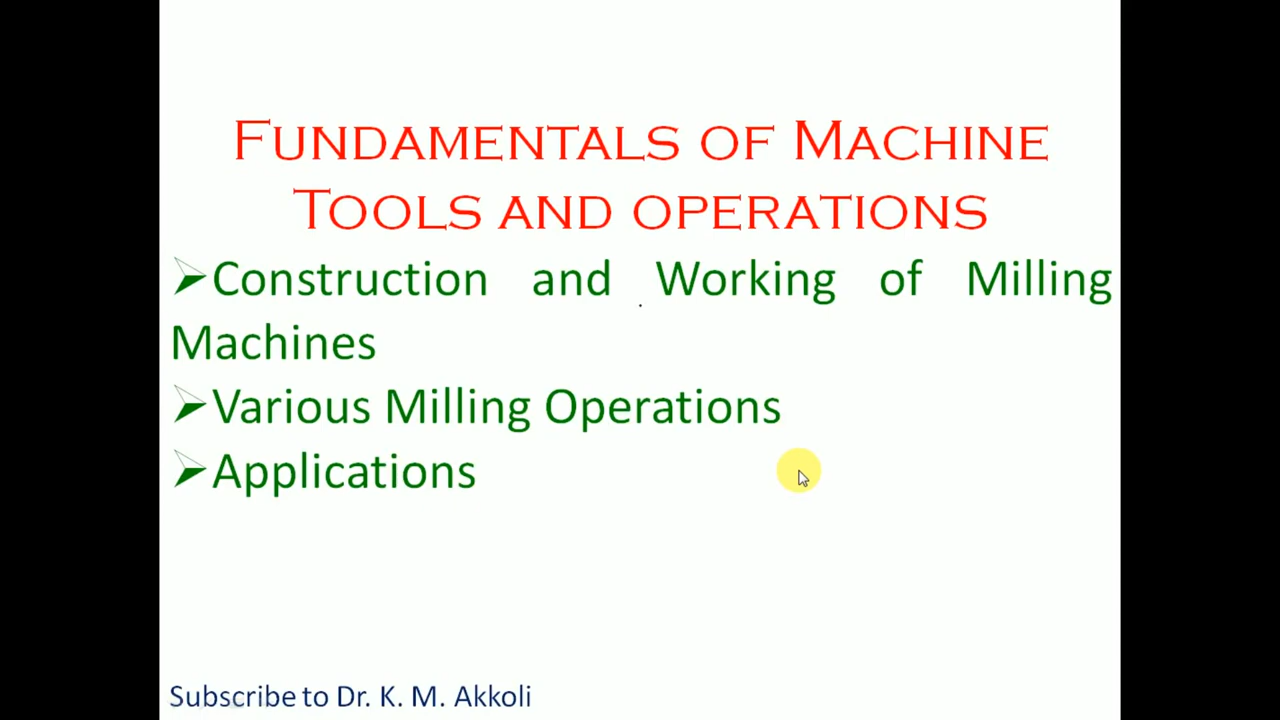 Fundamentals of Machine
Tools and operations
➢Construction and Working of Milling
Machines
➢Various Milling Operations
➢Applications
Subscribe to Dr. K. M. Akkoli